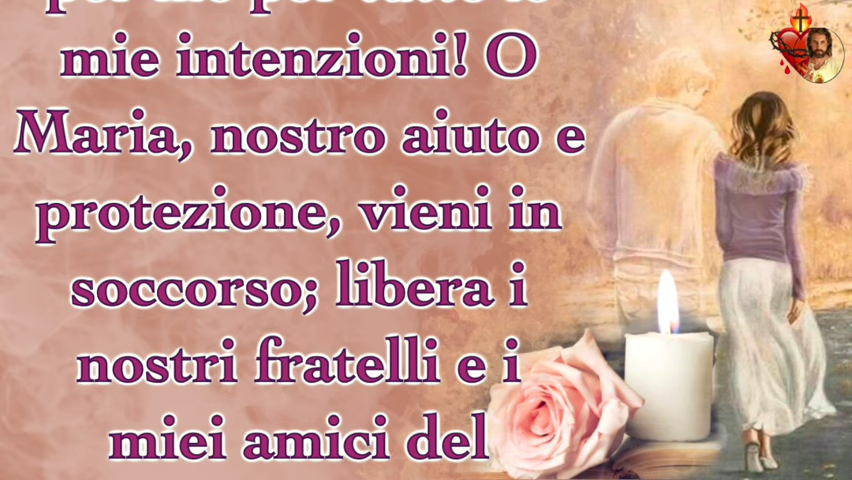 mie intenzioni! O
Maria, nostro aiuto e
protezione, vieni in
soccorso; libera i
nostri fratelli e i
miei amici del